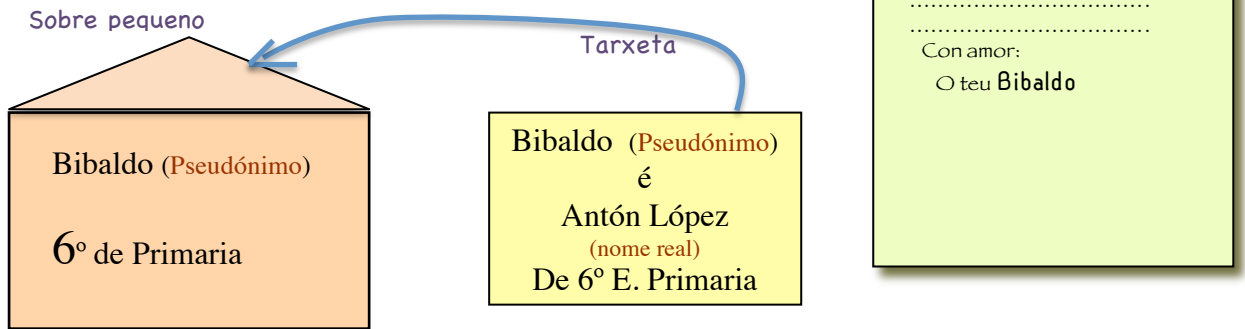 Sobre pequeno
Bibaldo (Pseudónimo)
6º de Primaria
Tarxeta
Bibaldo (Pseudónimo)
é
Antón López
(nome real)
De 6º E. Primaria
..................................
..................................
Con amor:
O teu Bibaldo